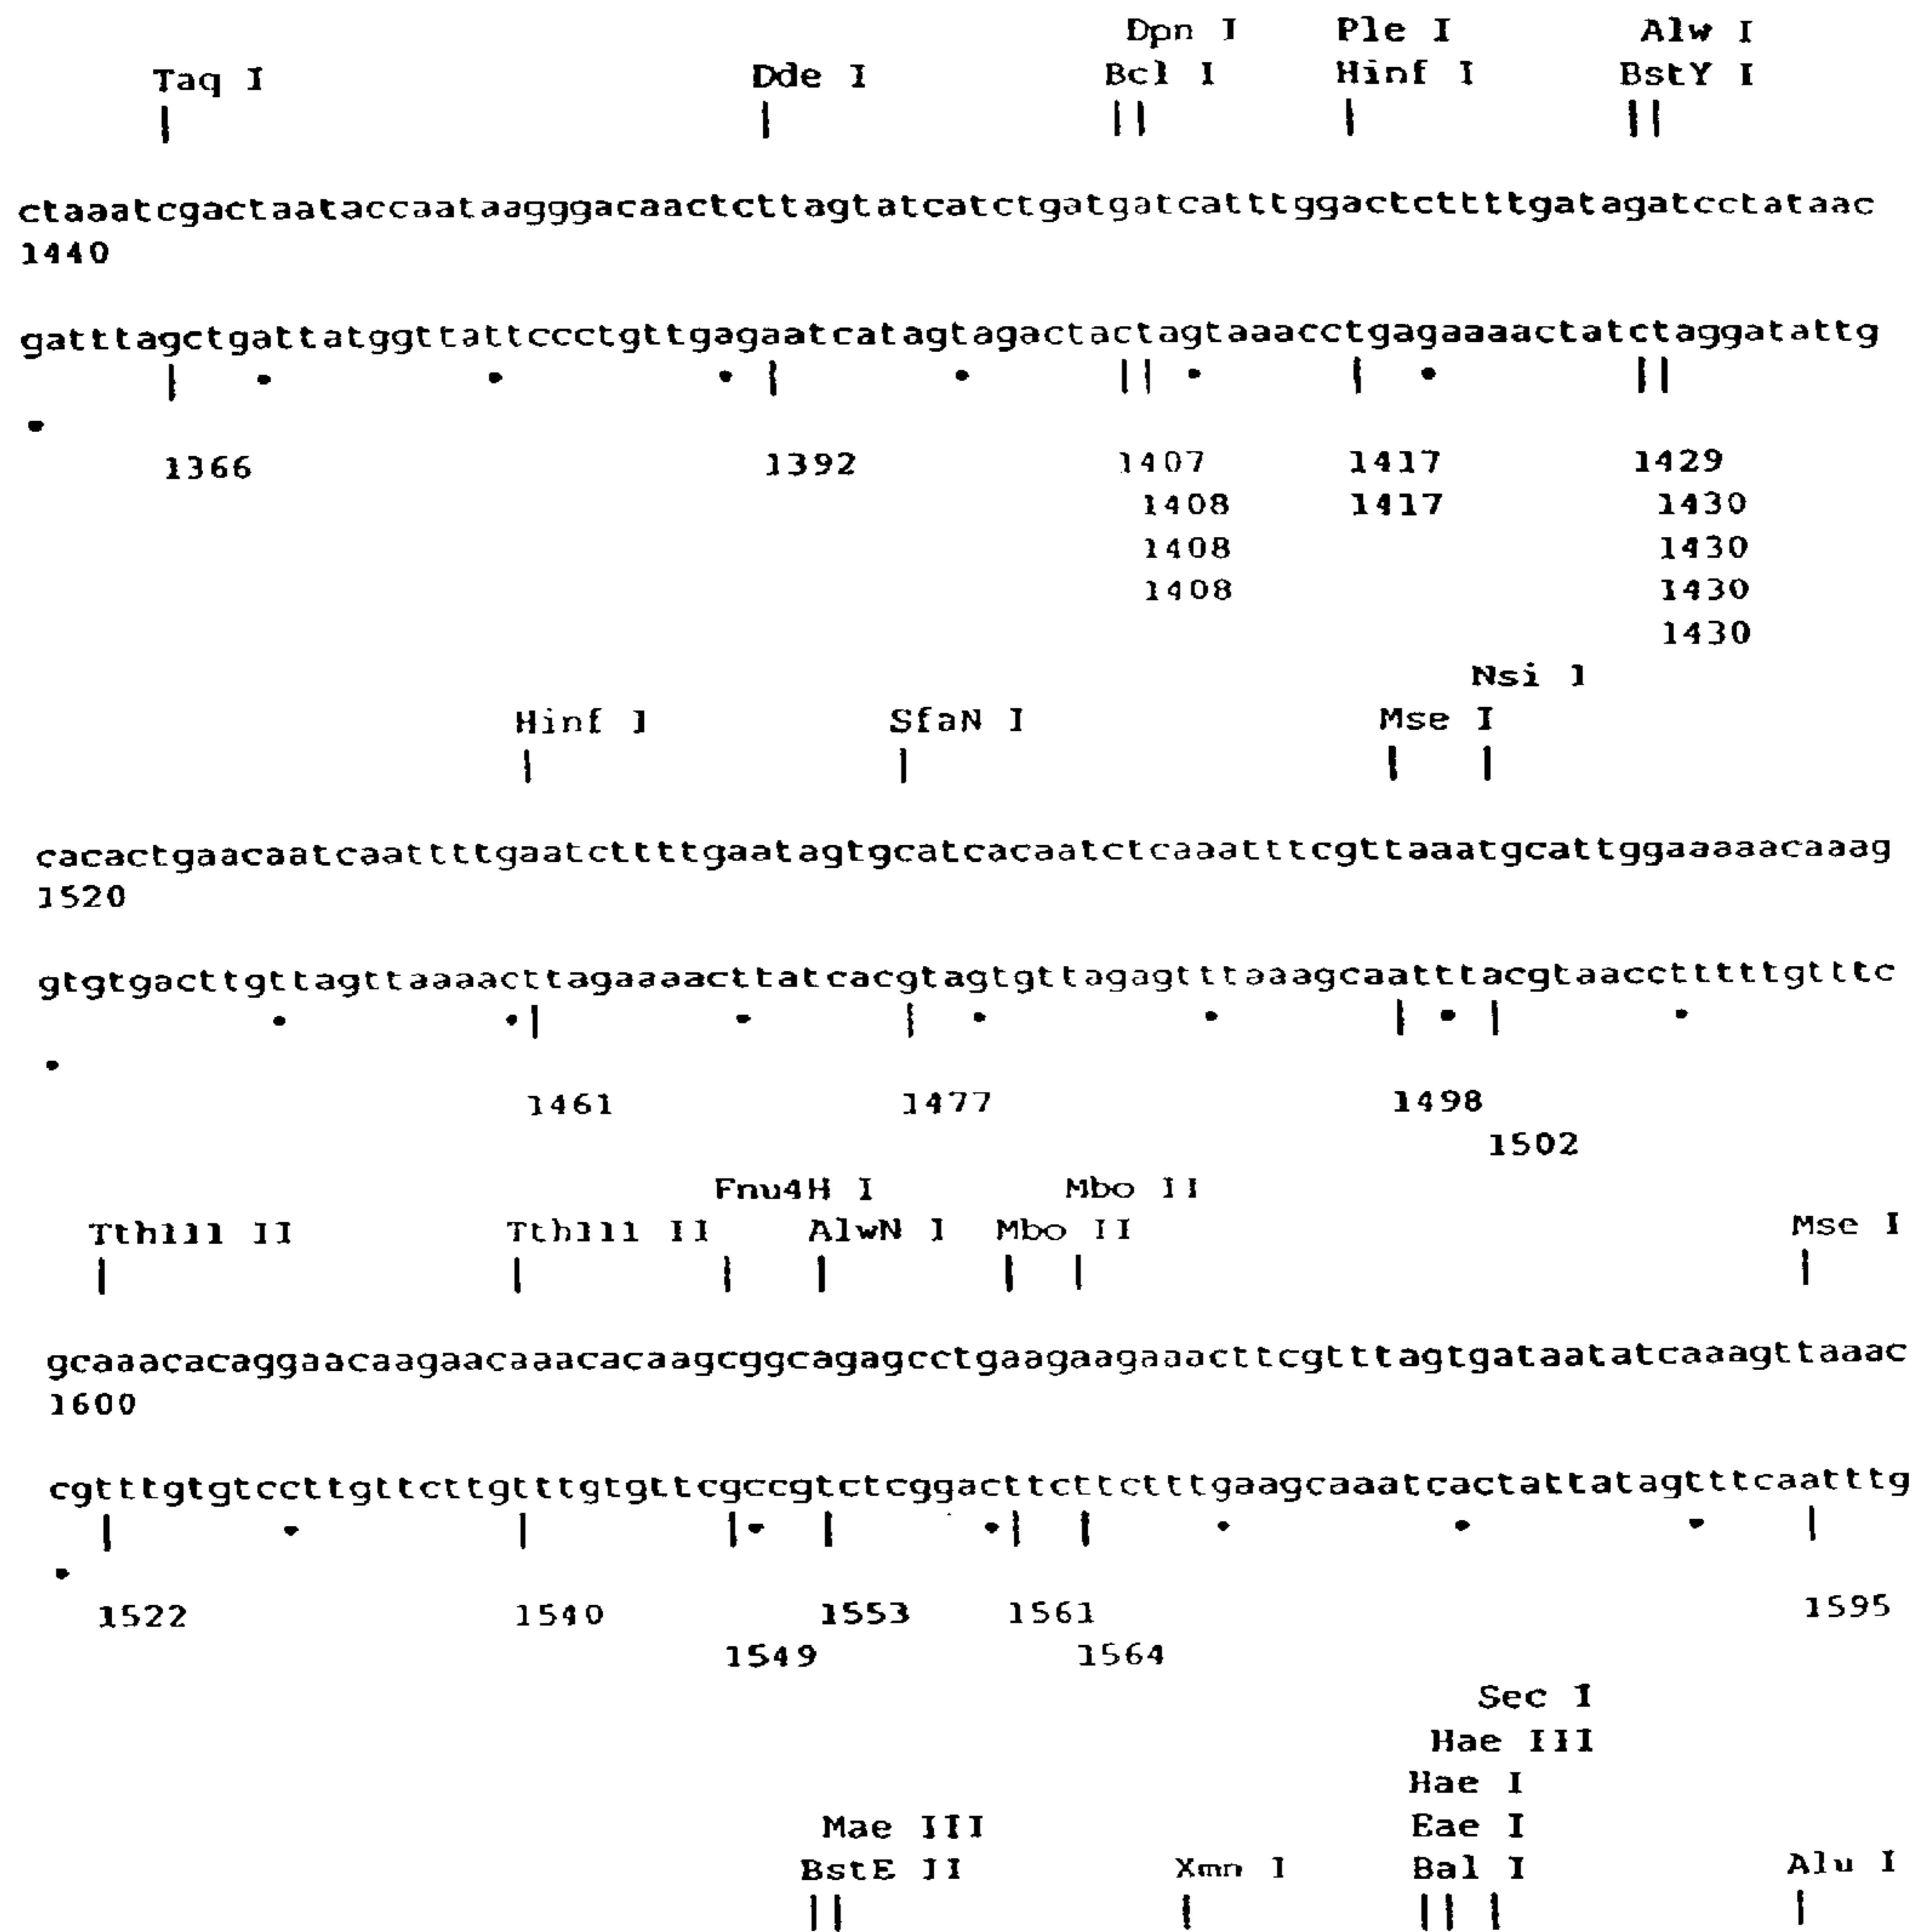 Dpn I Ple I Alw I
Taq I Dde I Bcl I Hinf I BstY I
ctaaatcgactaataccaataagggacaactcttagtatcatctgatgatcatttggactcttttgatagatcctataac
1440
gatttagctgattatggttattccctgttgagaatcatagtagactactagtaaacctgagaaaactatctaggatattg
1366 1392 1407 1417 1429
1408 1417 1430
1408 1430
1408 1430
1430
Nsi I
Hinf I SfaN I Mse I
cacactgaacaatcaattttgaatcttttgaatagtgcatcacaatctcaaatttcgttaaatgcattggaaaaacaaag
1520
gtgtgacttgttagttaaaacttagaaaacttatcacgtagtgttagagtttaaagcaatttacgtaacctttttgtttc
1461 1477 1498
1502
Fnu4H I Mbo II
Tth111 II Tth111 II AlwN I Mbo II Mse I
gcaaacacaggaacaagaacaaacacaagcggcagagcctgaagaagaaacttcgtttagtgataatatcaaagttaaac
1600
cgtttgtgtccttgttcttgtttgtgttcgccgtctcggacttcttctttgaagcaaatcactattatagtttcaatttg
1522 1540 1553 1561 1595
1549 1564
Sec I
Hae III
Hae I
Mae III Eae I
BstE II Xmn I Bal I Alu I